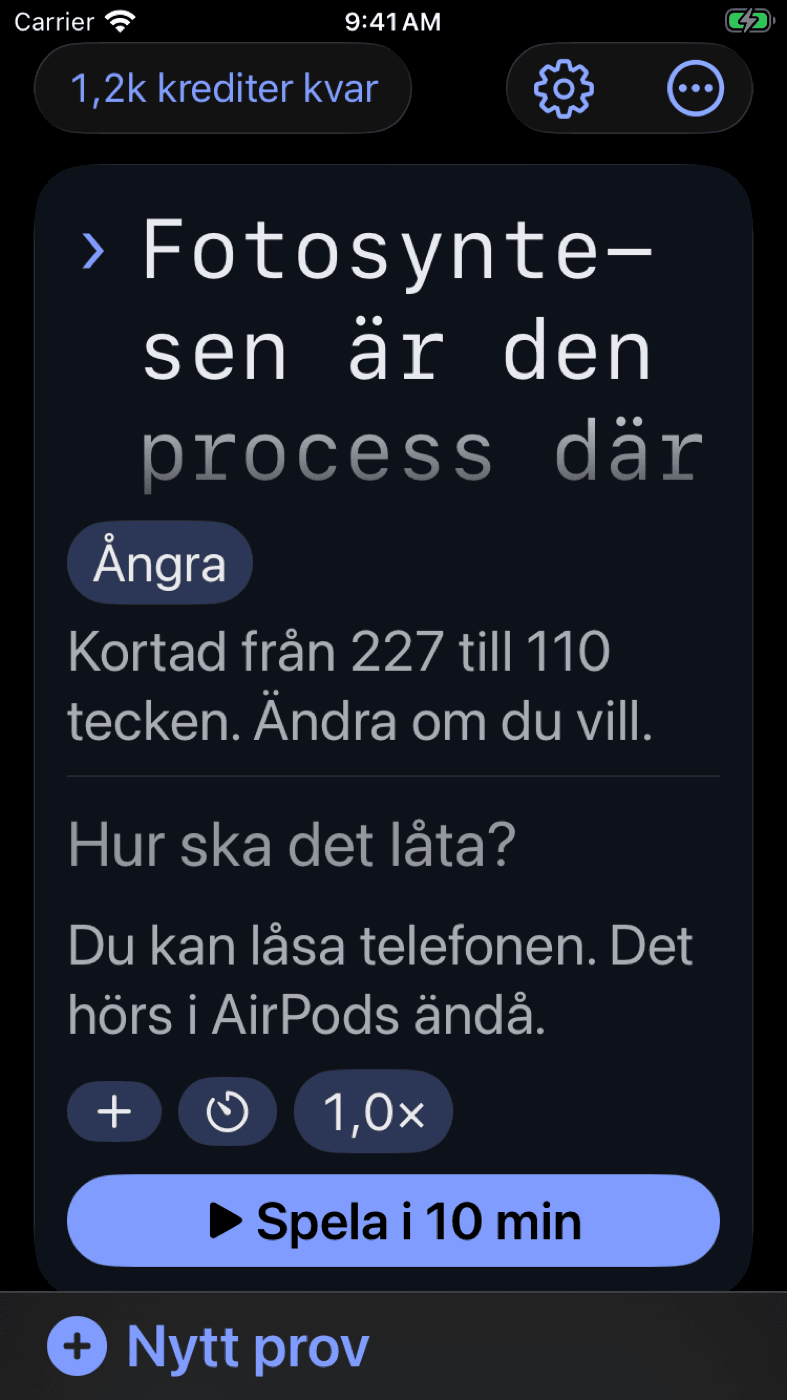 Carrier 9:41 AM
1,2k krediter kvar
› Fotosynte–
sen är den
process där
Ångra
Kortad från 227 till 110
tecken. Ändra om du vill.
Hur ska det låta?
Du kan låsa telefonen. Det
hörs i AirPods ändå.
1,0×
Spela i 10 min
Nytt prov